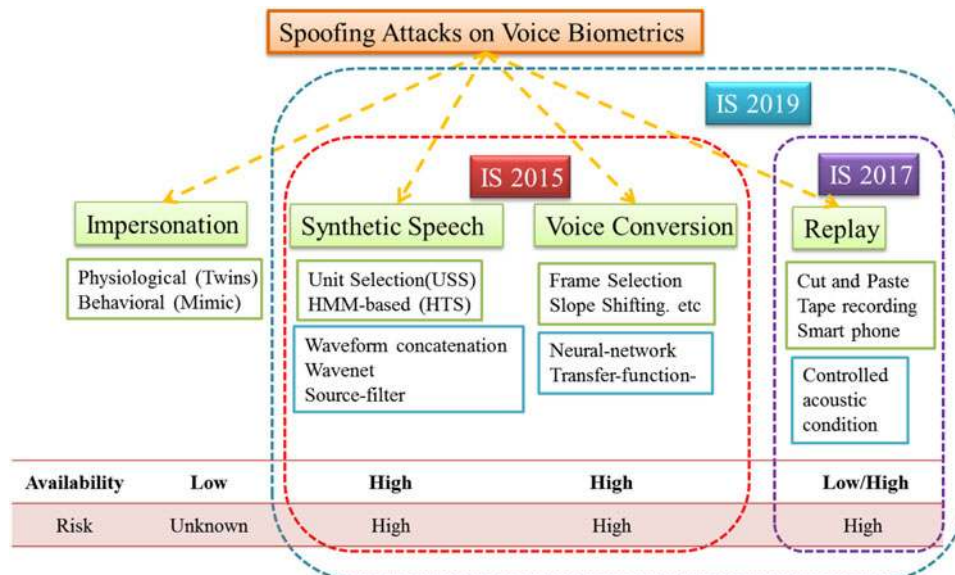 Spoofing Attacks on Voice Biometrics
IS 2019
IS 2015
IS 2017
Impersonation
Physiological (Twins)
Behavioral (Mimic)
Synthetic Speech
Unit Selection(USS)
HMM-based (HTS)
Waveform concatenation
Wavenet
Source-filter
Voice Conversion
Frame Selection
Slope Shifting. etc
Neural-network
Transfer-function-
Replay
Cut and Paste
Tape recording
Smart phone
Controlled
acoustic
condition
Availability Low High High Low/High
Risk Unknown High High High